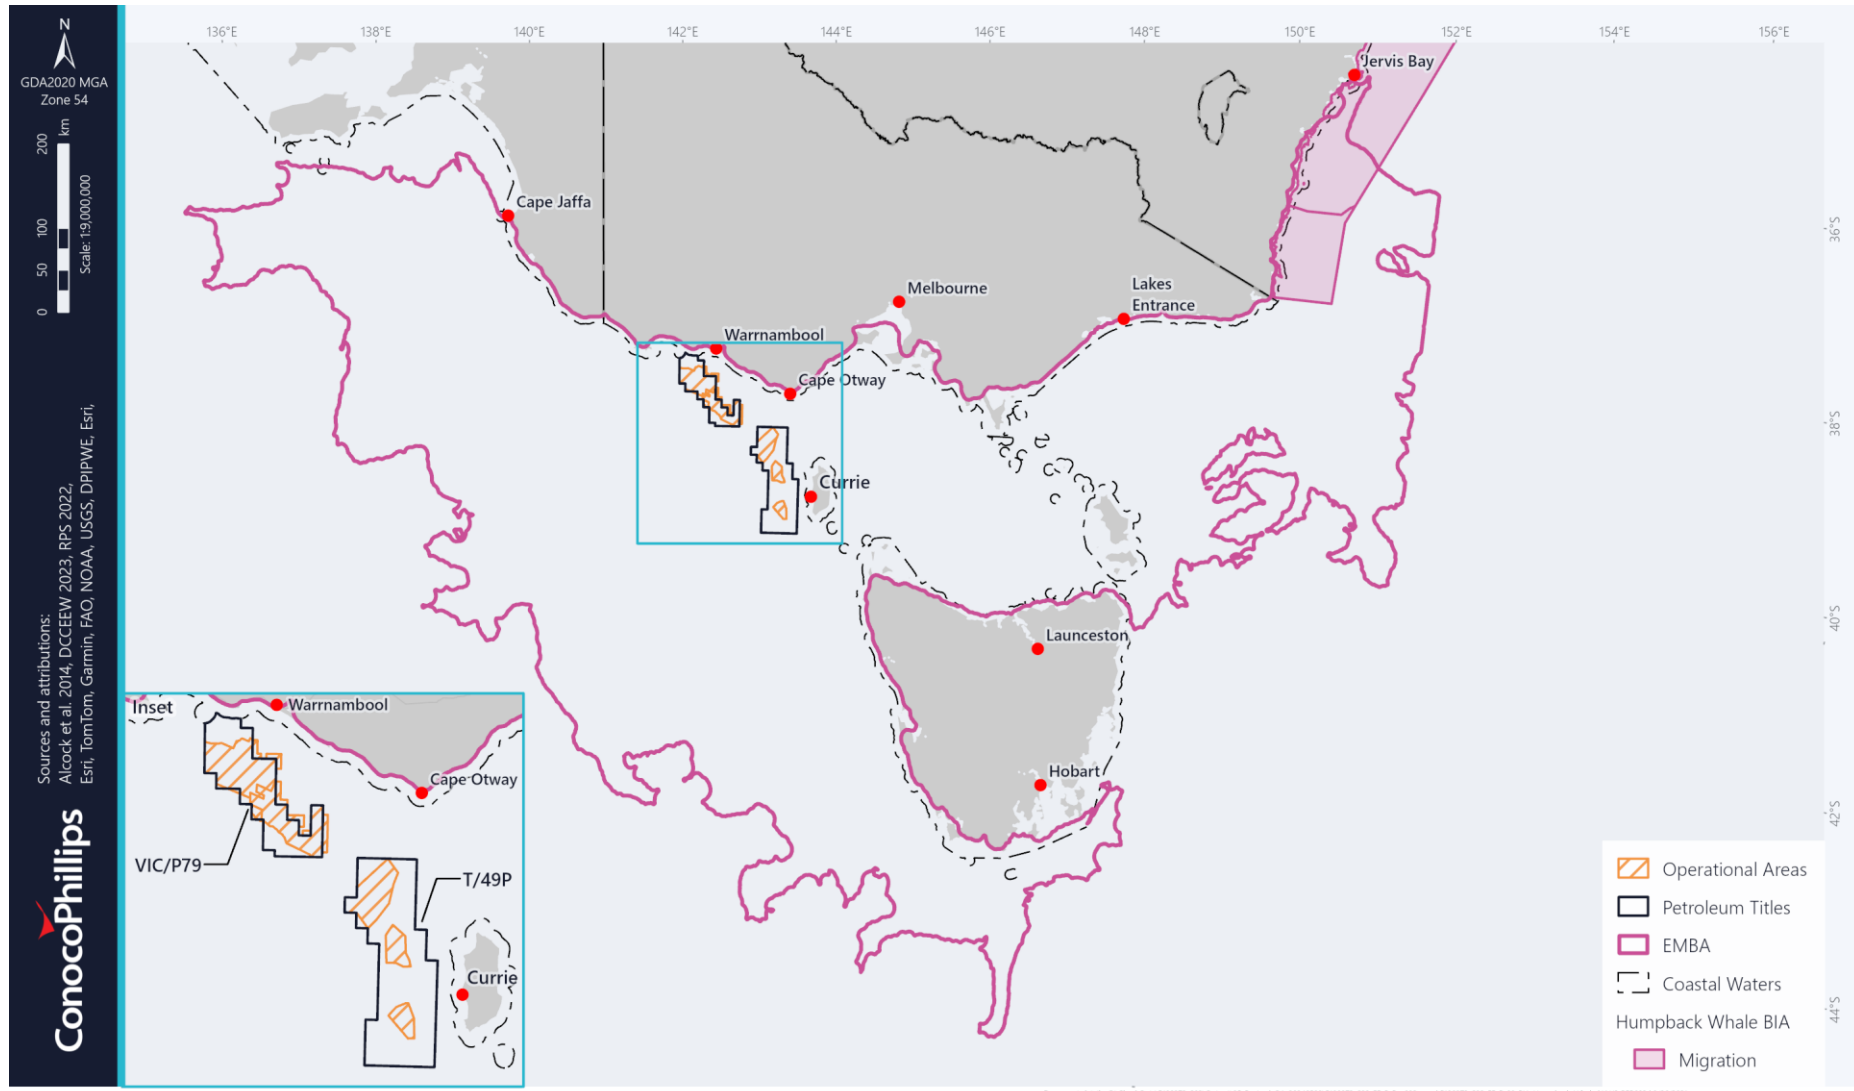 N
GDA2020 MGA
Zone 54
km
200
100
50
0
Scale: 1:9,000,000
Sources and attributions:
Alcock et al. 2014, DCCEEW 2023, RPS 2022,
Esri, TomTom, Garmin, FAO, NOAA, USGS, DPIPWE, Esri,
ConocoPhillips
136°E
138°E
140°E
142°E
144°E
146°E
148°E
150°E
152°E
154°E
156°E
36°S
38°S
40°S
42°S
44°S
Jervis Bay
Cape Jaffa
Melbourne
Lakes
Entrance
Warrnambool
Cape Otway
Currie
Launceston
Hobart
Inset
Warrnambool
Cape Otway
VIC/P79
T/49P
Currie
Operational Areas
Petroleum Titles
EMBA
Coastal Waters
Humpback Whale BIA
Migration